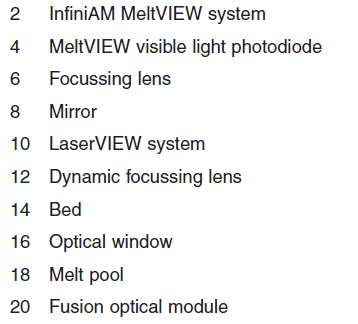 2 InfiniAM MeltVIEW system
4 MeltVIEW visible light photodiode
6 Focussing lens
8 Mirror
10 LaserVIEW system
12 Dynamic focussing lens
14 Bed
16 Optical window
18 Melt pool
20 Fusion optical module